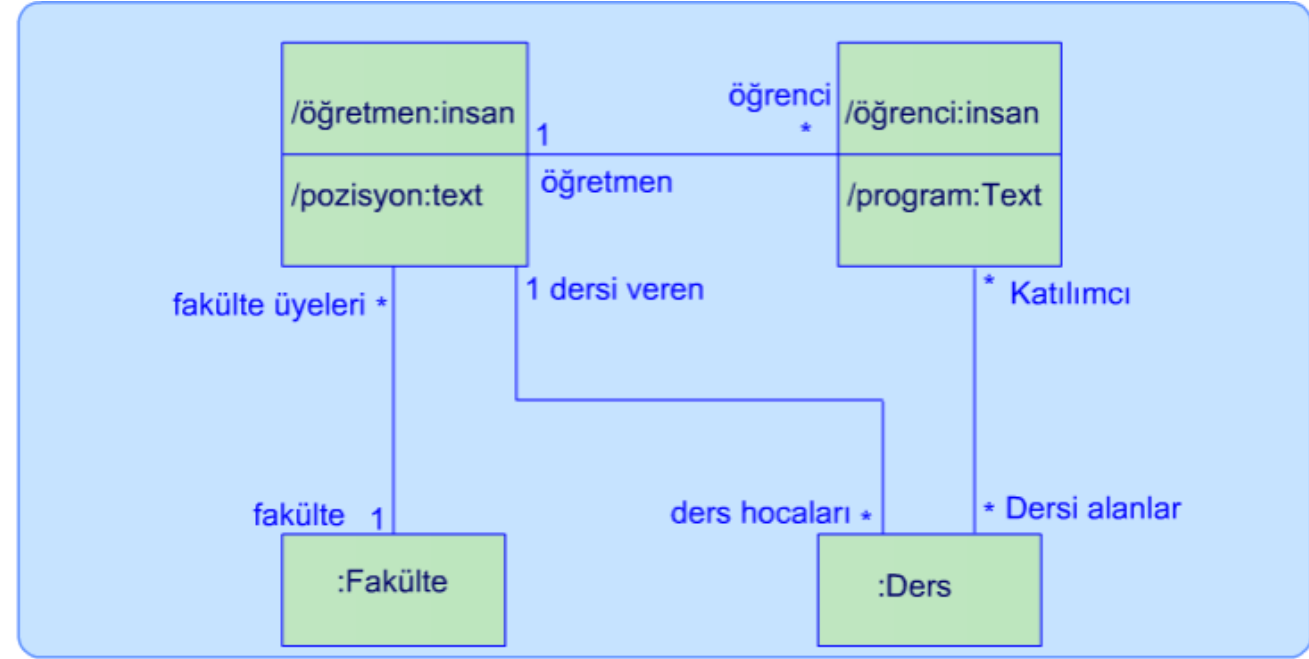 /öğretmen:insan
/pozisyon:text
1
öğretmen
öğrenci
*
/öğrenci:insan
/program:Text
fakülte üyeleri *
1 dersi veren
* Katılımcı
fakülte 1
ders hocaları *
* Dersi alanlar
:Fakülte
:Ders